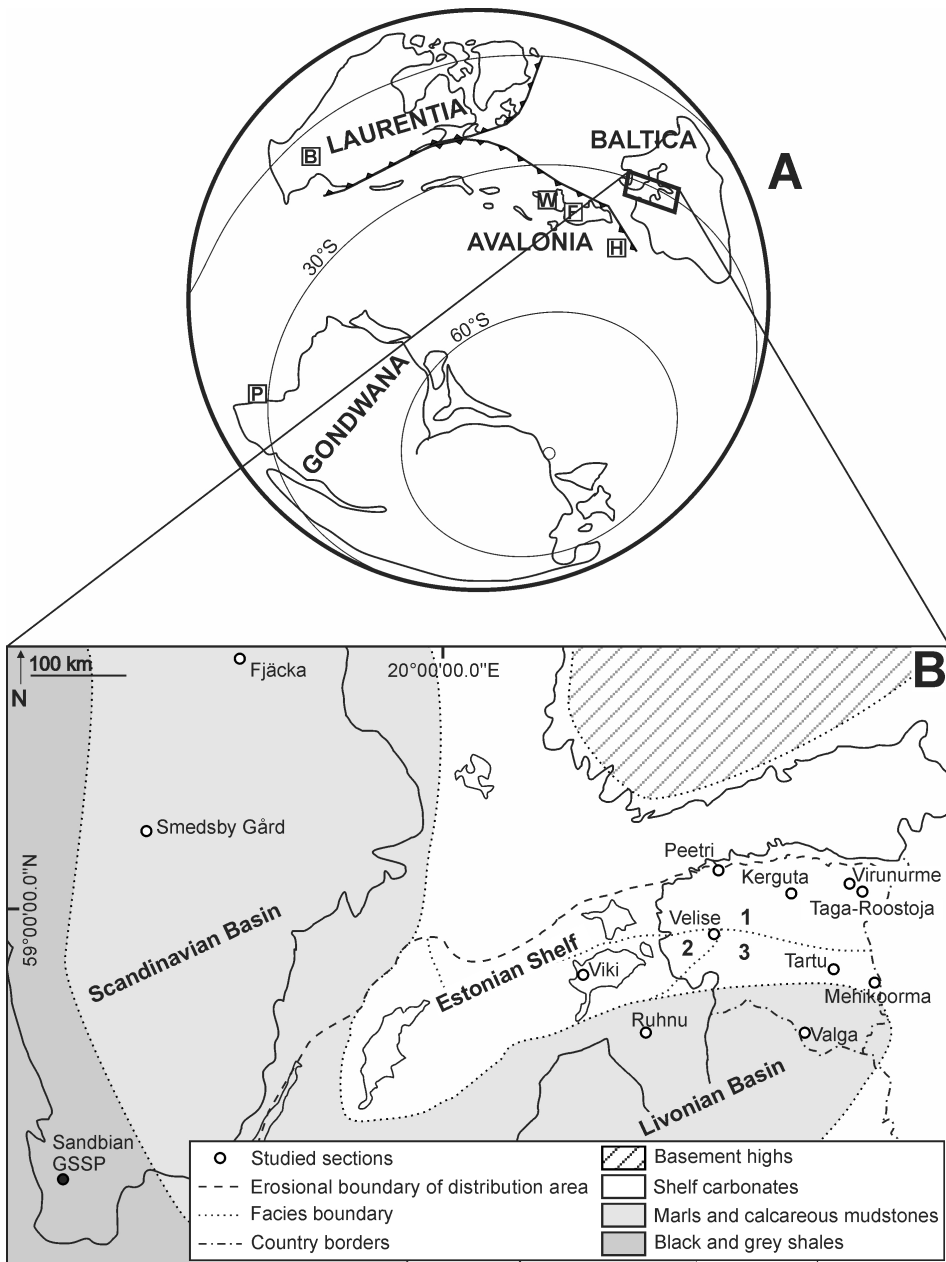 A
LAURENTIA
BALTICA
B
W
F
H
AVALONIA
30°S
60°S
P
GONDWANA
B
100 km
N
Fjäcka
20°00'00.0"E
Smedsby Gård
59°00'00.0"N
Scandinavian Basin
Peetri
Kerguta
Virunurme
Taga-Roostoja
Velise
1
2
3
Estonian Shelf
Viki
Tartu
Mehikoorma
Ruhnu
Valga
Livonian Basin
Sandbian
GSSP
Studied sections
Erosional boundary of distribution area
Facies boundary
Country borders
Basement highs
Shelf carbonates
Marls and calcareous mudstones
Black and grey shales